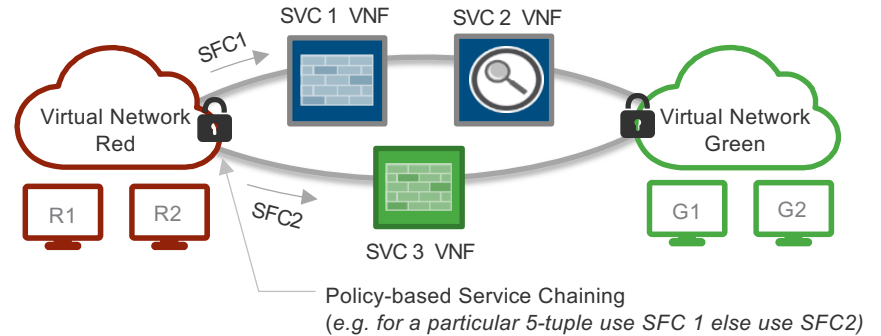 SVC 1 VNF
SVC 2 VNF
SFC1
Virtual Network
Red
Virtual Network
Green
R1
R2
SFC2
G1
G2
SVC 3 VNF
Policy-based Service Chaining
(e.g. for a particular 5-tuple use SFC 1 else use SFC2)